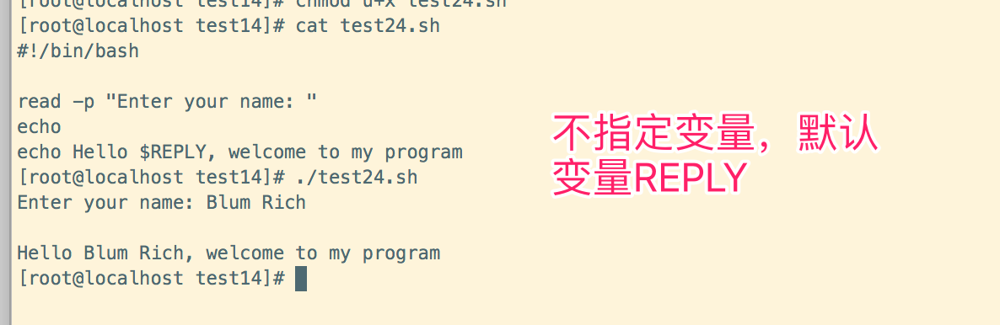 [root@localhost test14]# chmod u+x test24.sh
[root@localhost test14]# cat test24.sh
#!/bin/bash
read -p "Enter your name: "
echo
echo Hello $REPLY, welcome to my program
[root@localhost test14]# ./test24.sh
Enter your name: Blum Rich
Hello Blum Rich, welcome to my program
[root@localhost test14]#
不指定变量，默认
变量REPLY